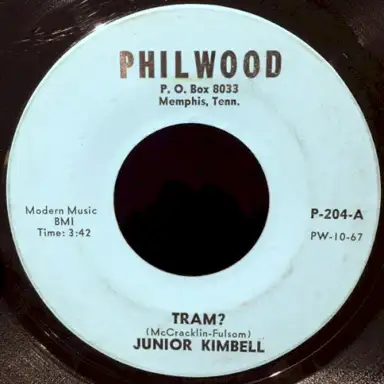 PHILWOOD
P. O. Box 8033
Memphis, Tenn.
Modern Music
BMI
Time: 3:42
P-204-A
PW-10-67
TRAM?
(McCracklin-Fulsom)
JUNIOR KIMBELL